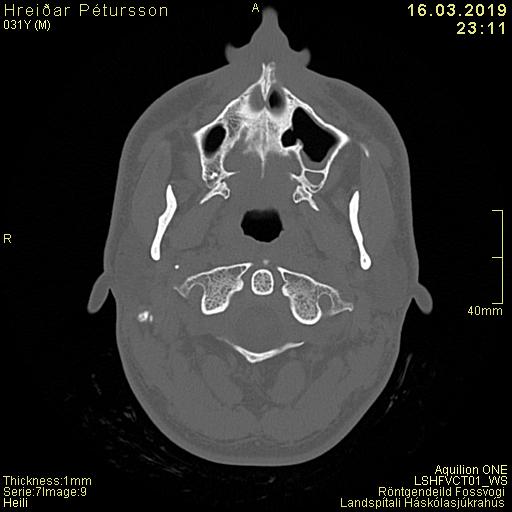 Hreiðar Pétursson
031Y (M)
A
16.03.2019
23:11
R
40mm
Thickness:1mm
Serie:7Image:9
Heili
Aquilion ONE
LSHFVCT01_WS
Röntgendeild Fossvogi
Landspítali Háskólasjúkrahús